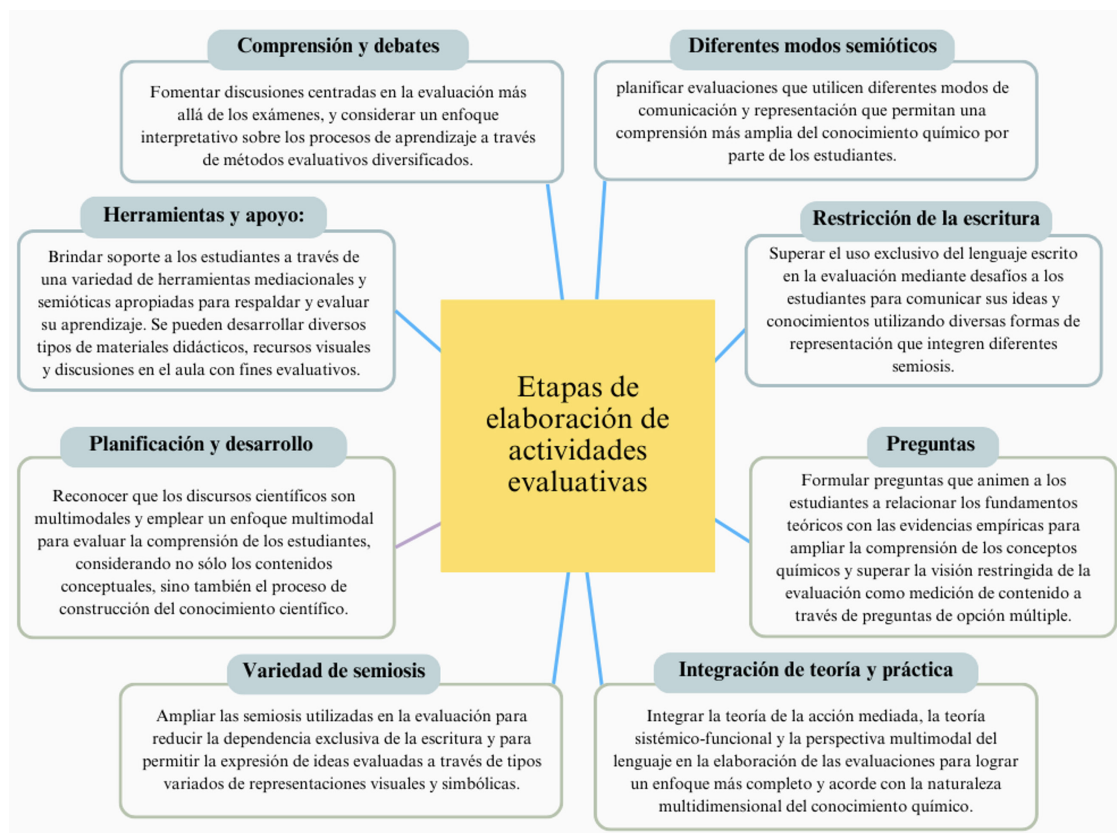 Comprensión y debates
Fomentar discusiones centradas en la evaluación más
allá de los exámenes, y considerar un enfoque
interpretativo sobre los procesos de aprendizaje a través
de métodos evaluativos diversificados.
Diferentes modos semióticos
planificar evaluaciones que utilicen diferentes modos de
comunicación y representación que permitan una
comprensión más amplia del conocimiento químico por
parte de los estudiantes.
Herramientas y apoyo:
Brindar soporte a los estudiantes a través de
una variedad de herramientas mediacionales y
semióticas apropiadas para respaldar y evaluar
su aprendizaje. Se pueden desarrollar diversos
tipos de materiales didácticos, recursos visuales
y discusiones en el aula con fines evaluativos.
Restricción de la escritura
Superar el uso exclusivo del lenguaje escrito
en la evaluación mediante desafíos a los
estudiantes para comunicar sus ideas y
conocimientos utilizando diversas formas de
representación que integren diferentes
semiosis.
Etapas de
elaboración de
actividades
evaluativas
Planificación y desarrollo
Reconocer que los discursos científicos son
multimodales y emplear un enfoque multimodal
para evaluar la comprensión de los estudiantes,
considerando no sólo los contenidos
conceptuales, sino también el proceso de
construcción del conocimiento científico.
Preguntas
Formular preguntas que animen a los
estudiantes a relacionar los fundamentos
teóricos con las evidencias empíricas para
ampliar la comprensión de los conceptos
químicos y superar la visión restringida de la
evaluación como medición de contenido a
través de preguntas de opción múltiple.
Variedad de semiosis
Ampliar las semiosis utilizadas en la evaluación para
reducir la dependencia exclusiva de la escritura y para
permitir la expresión de ideas evaluadas a través de tipos
variados de representaciones visuales y simbólicas.
Integración de teoría y práctica
Integrar la teoría de la acción mediada, la teoría
sistémico-funcional y la perspectiva multimodal del
lenguaje en la elaboración de las evaluaciones para lograr
un enfoque más completo y acorde con la naturaleza
multidimensional del conocimiento químico.